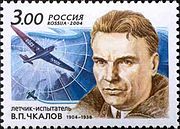 3.00 РОССИЯ
ROSSIJA · 2004
ЛЕТЧИК-ИСПЫТАТЕЛЬ
В.П.ЧКАЛОВ 1904–1938